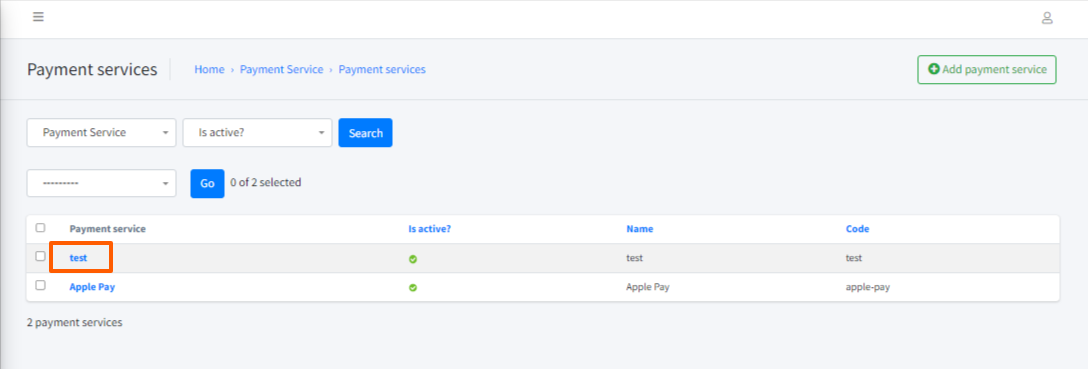 Payment services Home › Payment Service › Payment services Add payment service
Payment Service Is active? Search
--------- Go 0 of 2 selected
Payment service Is active? Name Code
test test test
Apple Pay Apple Pay apple-pay
2 payment services